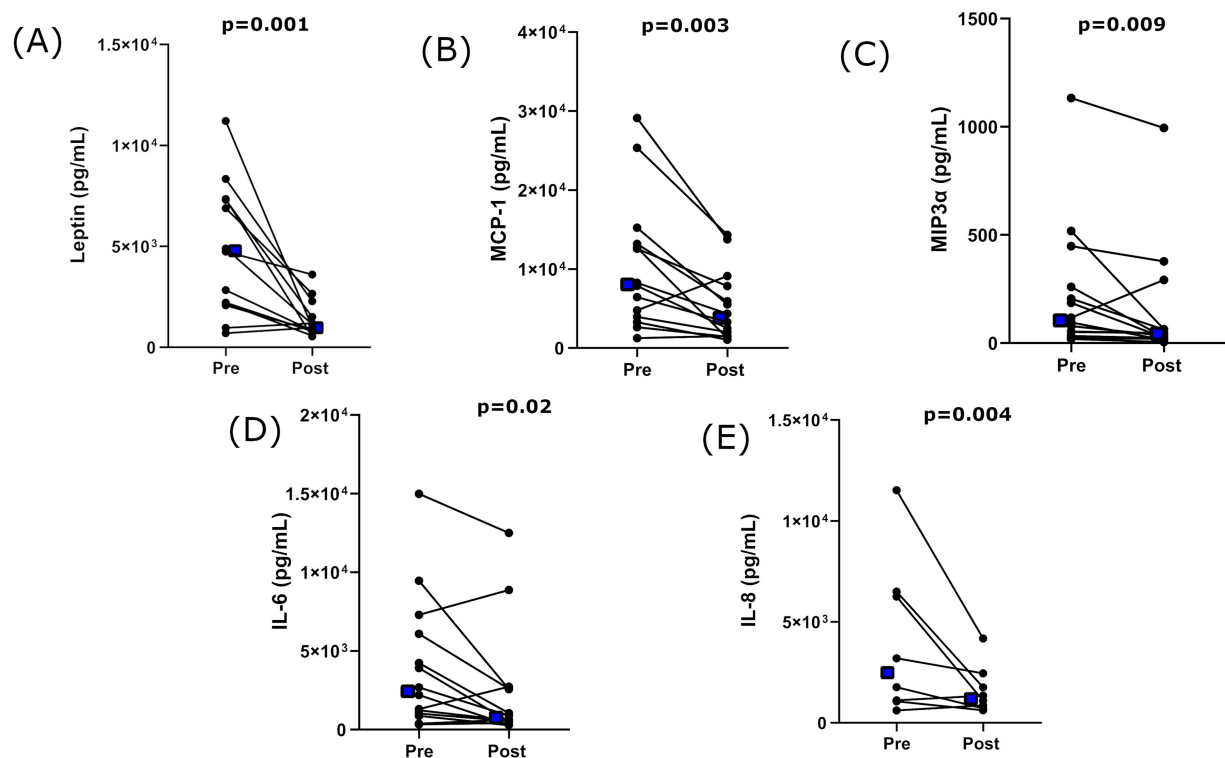 (A)
p=0.001
Leptin (pg/mL)
1.5×10⁴
1×10⁴
5×10³
0
Pre
Post
(B)
p=0.003
MCP-1 (pg/mL)
4×10⁴
3×10⁴
2×10⁴
1×10⁴
0
Pre
Post
(C)
p=0.009
MIP3α (pg/mL)
1500
1000
500
0
Pre
Post
(D)
p=0.02
IL-6 (pg/mL)
2×10⁴
1.5×10⁴
1×10⁴
5×10³
0
Pre
Post
(E)
p=0.004
IL-8 (pg/mL)
1.5×10⁴
1×10⁴
5×10³
0
Pre
Post